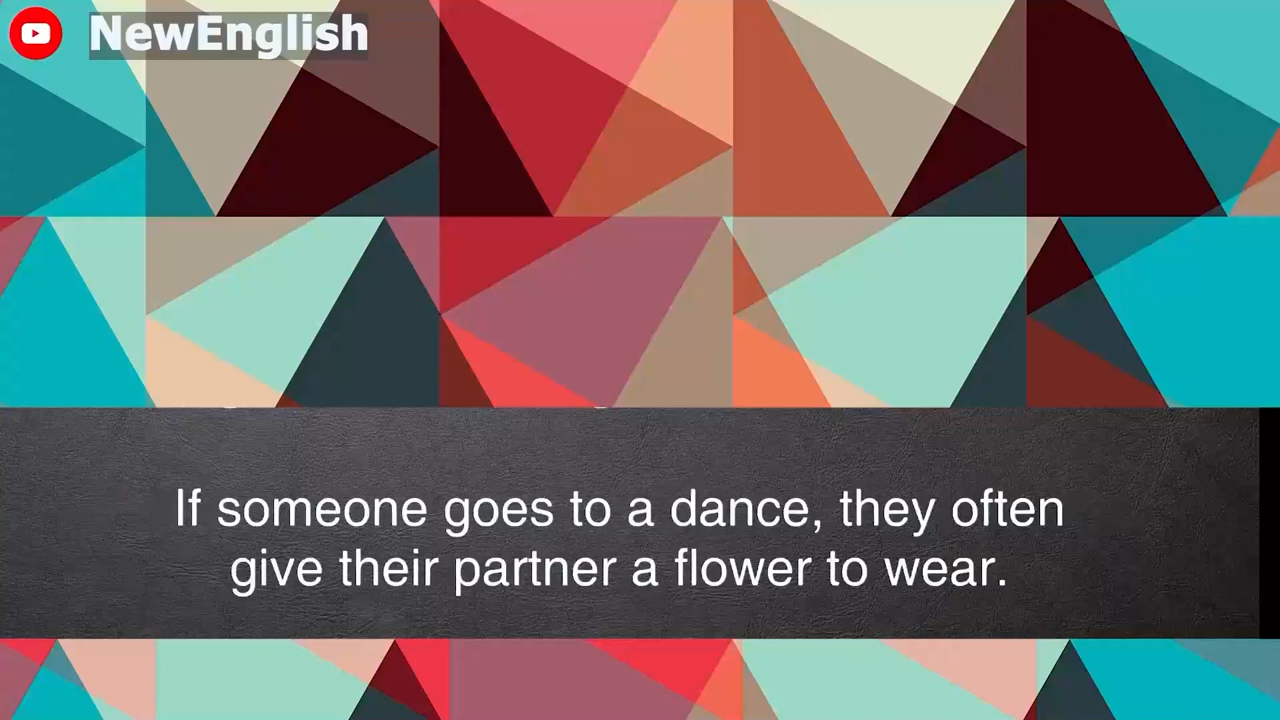 NewEnglish
If someone goes to a dance, they often
give their partner a flower to wear.